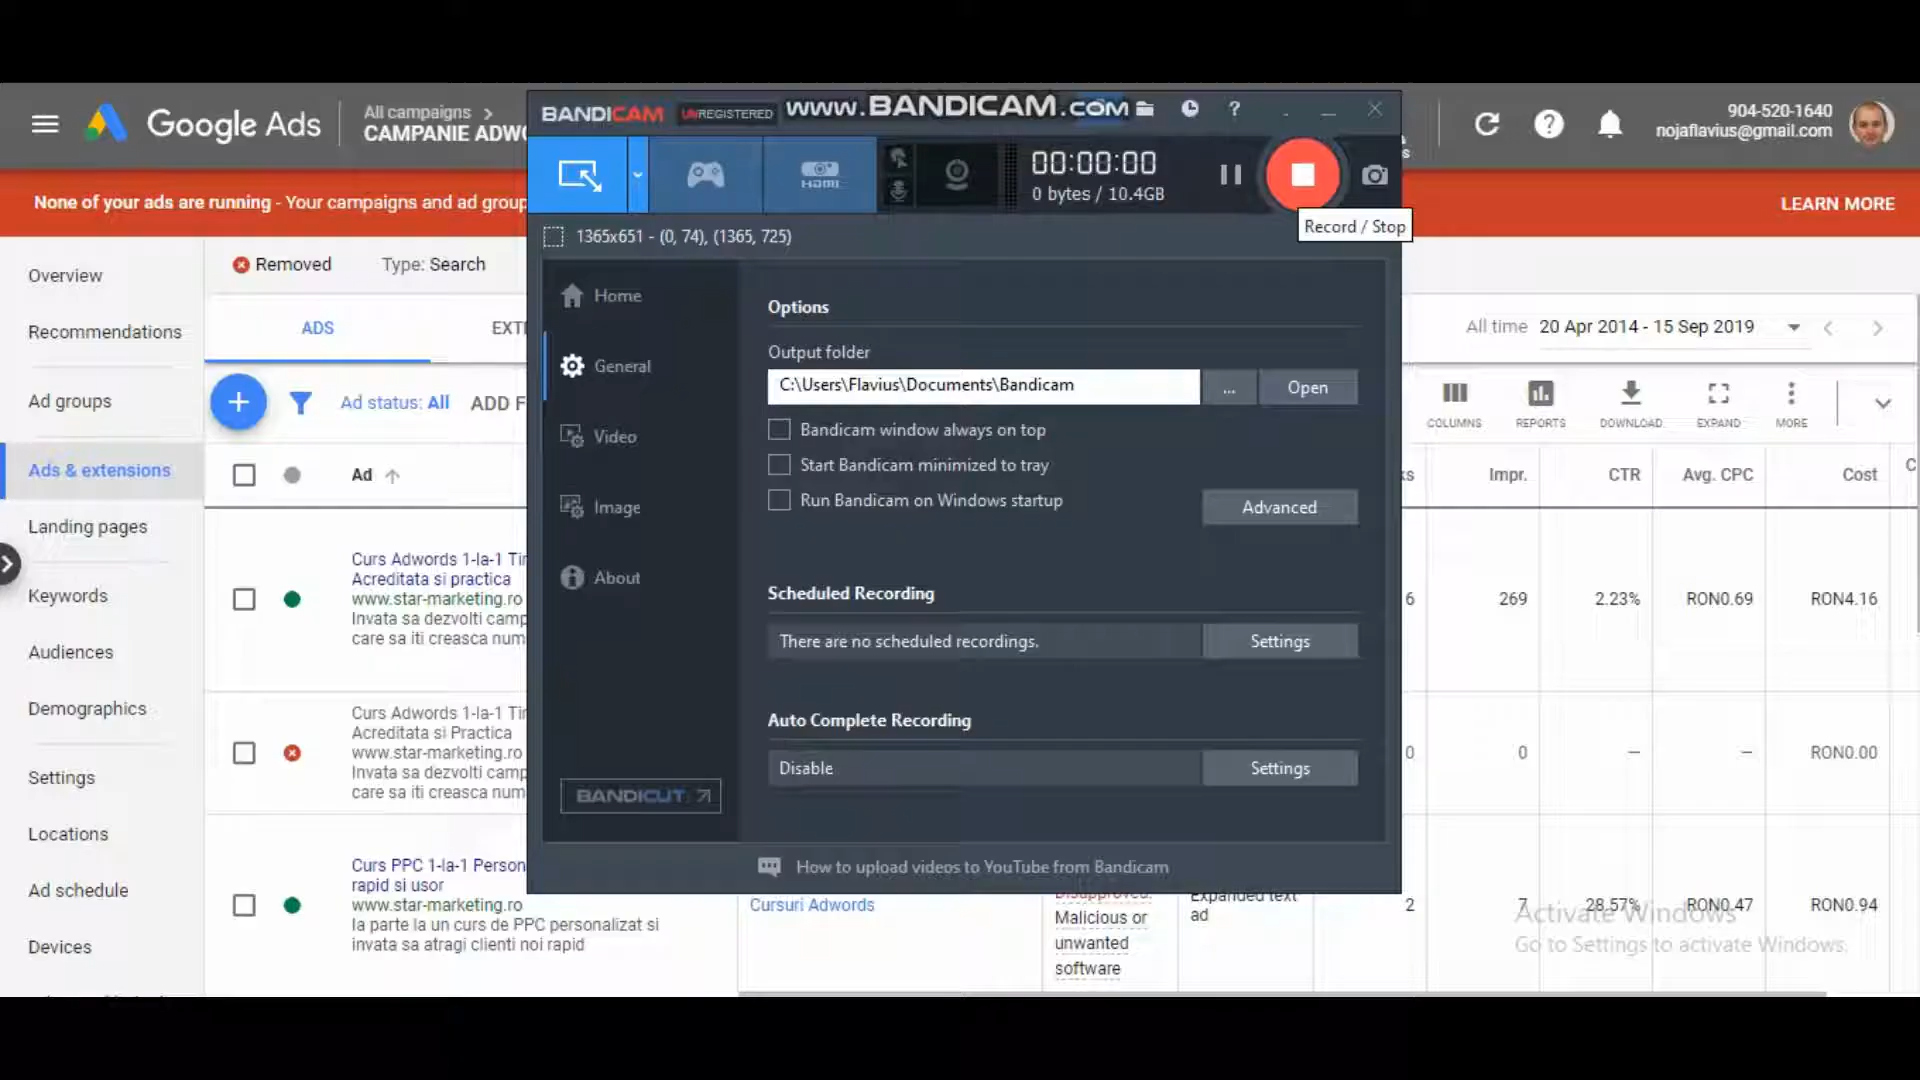 Google Ads
All campaigns >
CAMPANIE ADWO
BANDICAM UNREGISTERED
www.BANDICAM.com
?
904-520-1640
nojaflavius@gmail.com
None of your ads are running - Your campaigns and ad group
LEARN MORE
HDMI
00:00:00
0 bytes / 10.4GB
Record / Stop
1365x651 - (0, 74), (1365, 725)
Overview
Recommendations
Ad groups
Ads & extensions
Landing pages
Keywords
Audiences
Demographics
Settings
Locations
Ad schedule
Devices
Removed
Type: Search
ADS
EXT
Ad status: All
ADD F
Ad
Home
General
Video
Image
About
BANDICUT
Options
Output folder
C:\Users\Flavius\Documents\Bandicam
...
Open
Bandicam window always on top
Start Bandicam minimized to tray
Run Bandicam on Windows startup
Advanced
Scheduled Recording
There are no scheduled recordings.
Settings
Auto Complete Recording
Disable
Settings
How to upload videos to YouTube from Bandicam
All time 20 Apr 2014 - 15 Sep 2019
COLUMNS
REPORTS
DOWNLOAD
EXPAND
MORE
ks
Impr.
CTR
Avg. CPC
Cost
C
Curs Adwords 1-la-1 Tir
Acreditata si practica
www.star-marketing.ro
Invata sa dezvolti camp
care sa iti creasca num
6
269
2.23%
RON0.69
RON4.16
Curs Adwords 1-la-1 Tir
Acreditata si Practica
www.star-marketing.ro
Invata sa dezvolti camp
care sa iti creasca num
0
0
—
—
RON0.00
Curs PPC 1-la-1 Person
rapid si usor
www.star-marketing.ro
Ia parte la un curs de PPC personalizat si
invata sa atragi clienti noi rapid
Cursuri Adwords
Disapproved:
Malicious or
unwanted
software
Expanded text
ad
2
7
28.57%
RON0.47
RON0.94
Activate Windows
Go to Settings to activate Windows.